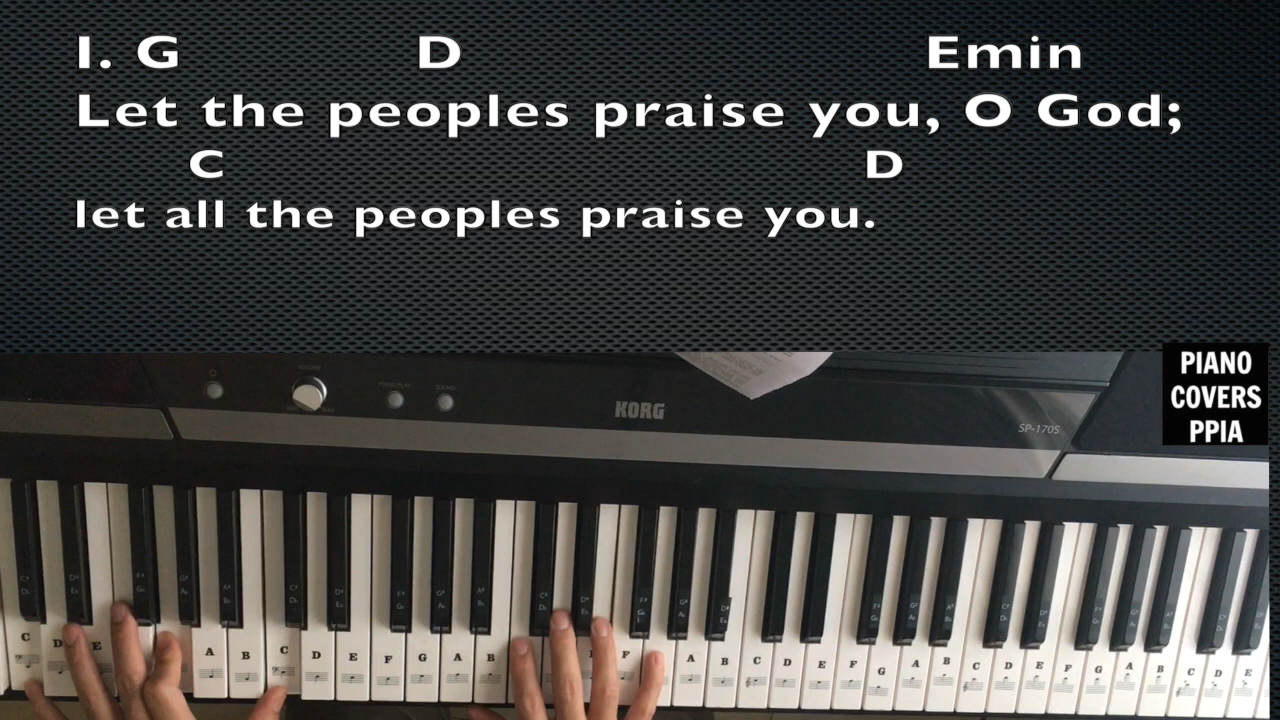 I. G D Emin
Let the peoples praise you, O God;
C D
let all the peoples praise you.
PIANO
COVERS
PPIA
KORG
SP-170S
SOUND
C D E A B C D E F G A B F A B C D E F G A B C D E F G A B C D E